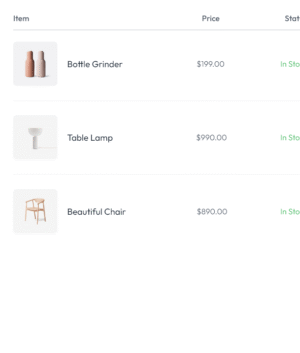 Item Price Stat
Bottle Grinder $199.00 In Sto
Table Lamp $990.00 In Sto
Beautiful Chair $890.00 In Sto